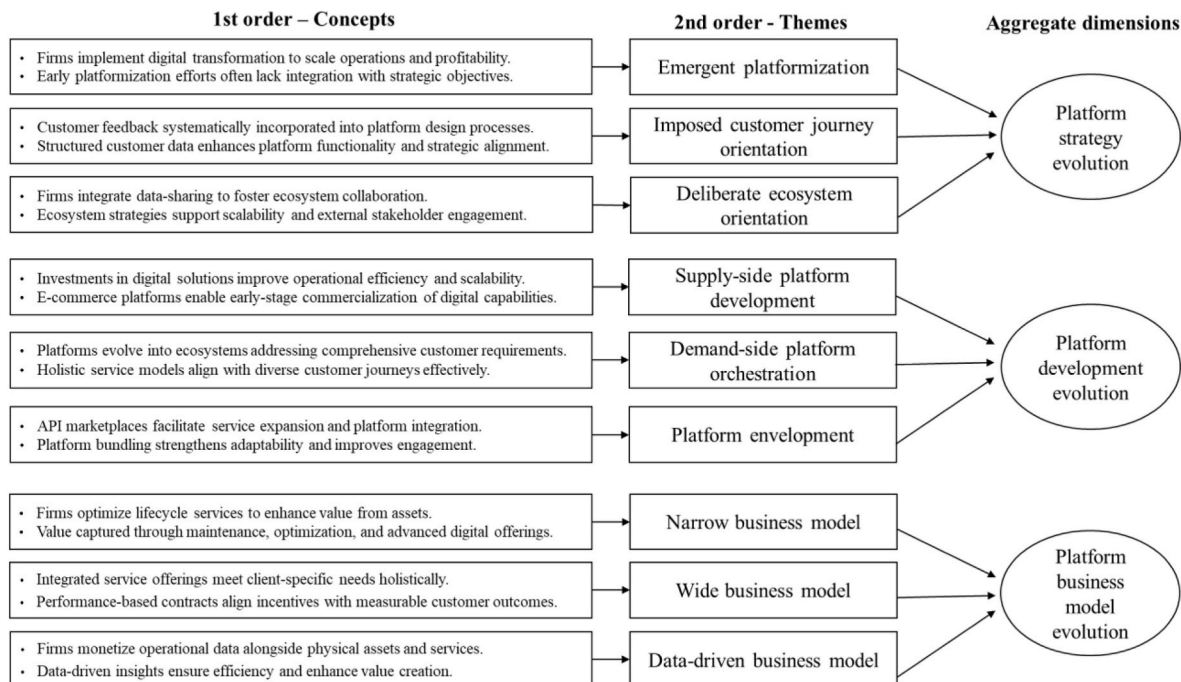 1st order – Concepts
2nd order - Themes
Aggregate dimensions
• Firms implement digital transformation to scale operations and profitability.
• Early platformization efforts often lack integration with strategic objectives.
Emergent platformization
• Customer feedback systematically incorporated into platform design processes.
• Structured customer data enhances platform functionality and strategic alignment.
Imposed customer journey
orientation
• Firms integrate data-sharing to foster ecosystem collaboration.
• Ecosystem strategies support scalability and external stakeholder engagement.
Deliberate ecosystem
orientation
Platform
strategy
evolution
• Investments in digital solutions improve operational efficiency and scalability.
• E-commerce platforms enable early-stage commercialization of digital capabilities.
Supply-side platform
development
• Platforms evolve into ecosystems addressing comprehensive customer requirements.
• Holistic service models align with diverse customer journeys effectively.
Demand-side platform
orchestration
• API marketplaces facilitate service expansion and platform integration.
• Platform bundling strengthens adaptability and improves engagement.
Platform envelopment
Platform
development
evolution
• Firms optimize lifecycle services to enhance value from assets.
• Value captured through maintenance, optimization, and advanced digital offerings.
Narrow business model
• Integrated service offerings meet client-specific needs holistically.
• Performance-based contracts align incentives with measurable customer outcomes.
Wide business model
• Firms monetize operational data alongside physical assets and services.
• Data-driven insights ensure efficiency and enhance value creation.
Data-driven business model
Platform
business
model
evolution